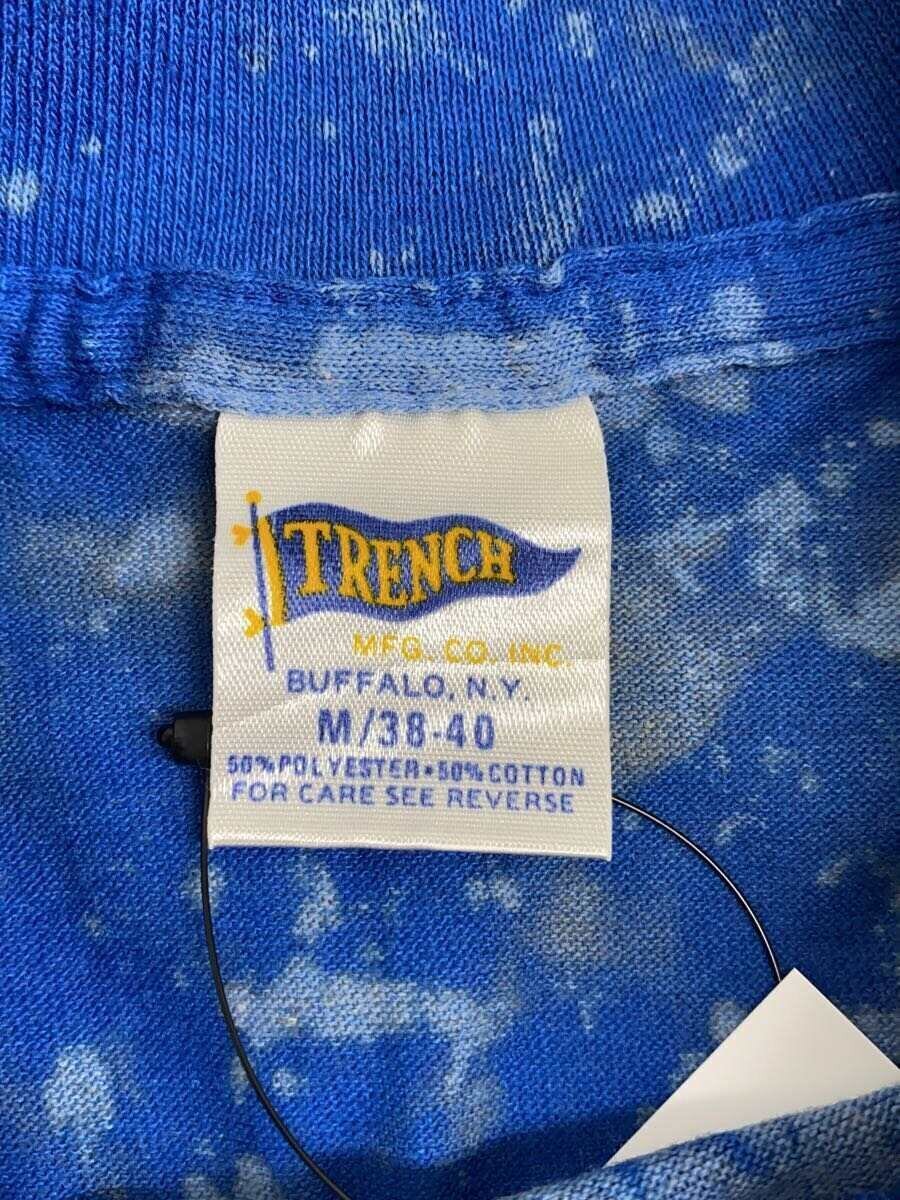 TRENCH
MFG. CO. INC.
BUFFALO, N.Y.
M/38-40
50% POLYESTER • 50% COTTON
FOR CARE SEE REVERSE